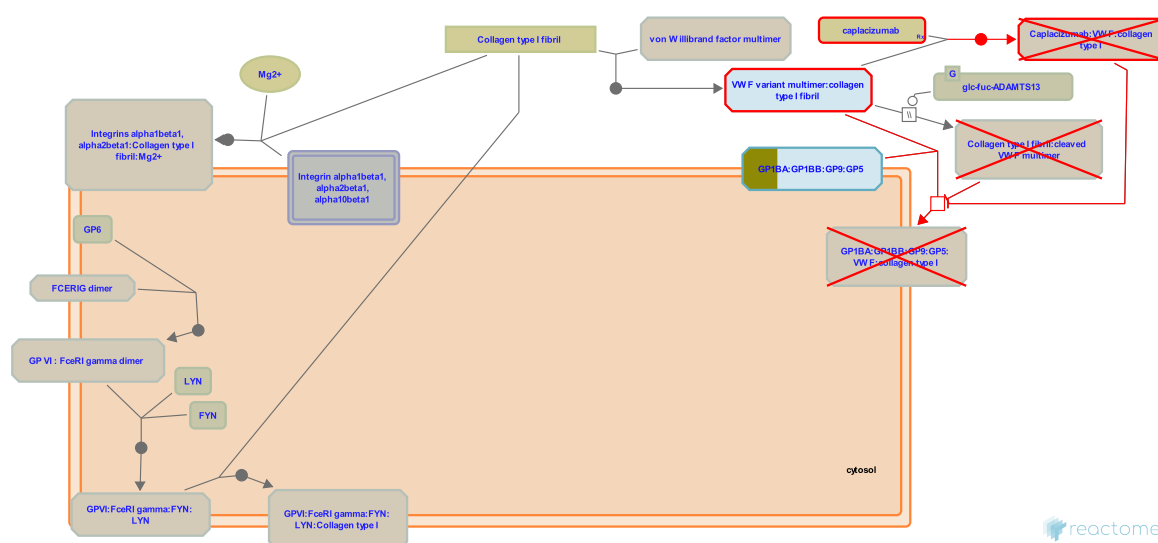 Collagen type I fibril
von Willibrand factor multimer
caplacizumab
Rx
Caplacizumab:VWF:collagen
type I
Mg2+
VWF variant multimer:collagen
type I fibril
G
glc-fuc-ADAMTS13
\\
Integrins alpha1beta1,
alpha2beta1:Collagen type I
fibril:Mg2+
Collagen type I fibril:cleaved
VWF multimer
Integrin alpha1beta1,
alpha2beta1,
alpha10beta1
GP1BA:GP1BB:GP9:GP5
GP6
GP1BA:GP1BB:GP9:GP5:
VWF:collagen type I
FCERIG dimer
GP VI : FceRI gamma dimer
LYN
FYN
cytosol
GPVI:FceRI gamma:FYN:
LYN
GPVI:FceRI gamma:FYN:
LYN:Collagen type I
reactome